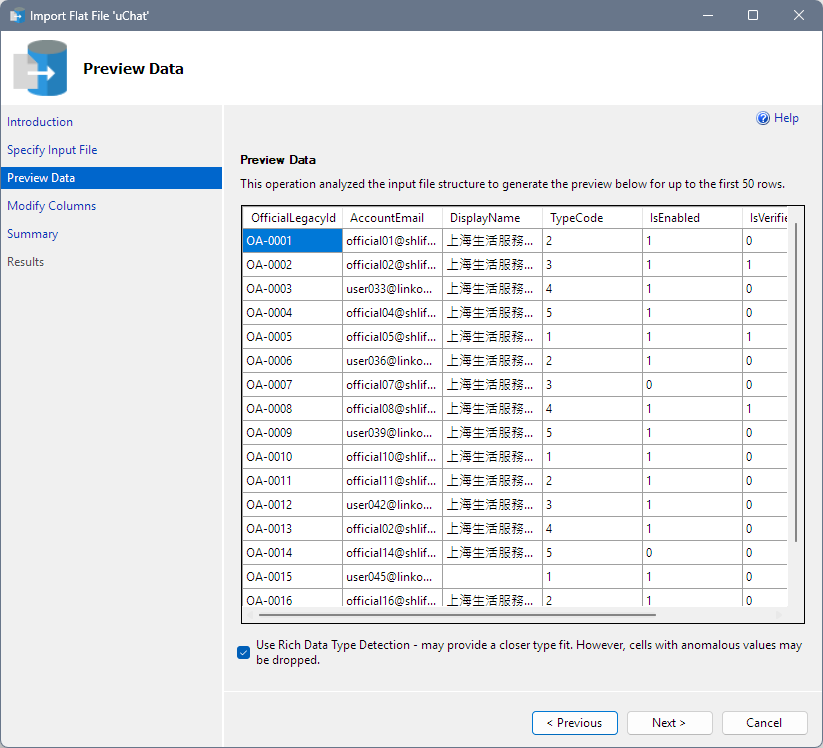 Import Flat File 'uChat'
Preview Data
Introduction
Specify Input File
Preview Data
Modify Columns
Summary
Results
Help
Preview Data
This operation analyzed the input file structure to generate the preview below for up to the first 50 rows.
OfficialLegacyId AccountEmail DisplayName TypeCode IsEnabled IsVerifie
OA-0001 official01@shlif... 上海生活服務... 2 1 0
OA-0002 official02@shlif... 上海生活服務... 3 1 1
OA-0003 user033@linko... 上海生活服務... 4 1 0
OA-0004 official04@shlif... 上海生活服務... 5 1 0
OA-0005 official05@shlif... 上海生活服務... 1 1 1
OA-0006 user036@linko... 上海生活服務... 2 1 0
OA-0007 official07@shlif... 上海生活服務... 3 0 0
OA-0008 official08@shlif... 上海生活服務... 4 1 1
OA-0009 user039@linko... 上海生活服務... 5 1 0
OA-0010 official10@shlif... 上海生活服務... 1 1 0
OA-0011 official11@shlif... 上海生活服務... 2 1 0
OA-0012 user042@linko... 上海生活服務... 3 1 0
OA-0013 official02@shlif... 上海生活服務... 4 1 0
OA-0014 official14@shlif... 上海生活服務... 5 0 0
OA-0015 user045@linko... 1 1 0
OA-0016 official16@shlif... 上海生活服務... 2 1 0
Use Rich Data Type Detection - may provide a closer type fit. However, cells with anomalous values may
be dropped.
< Previous Next > Cancel